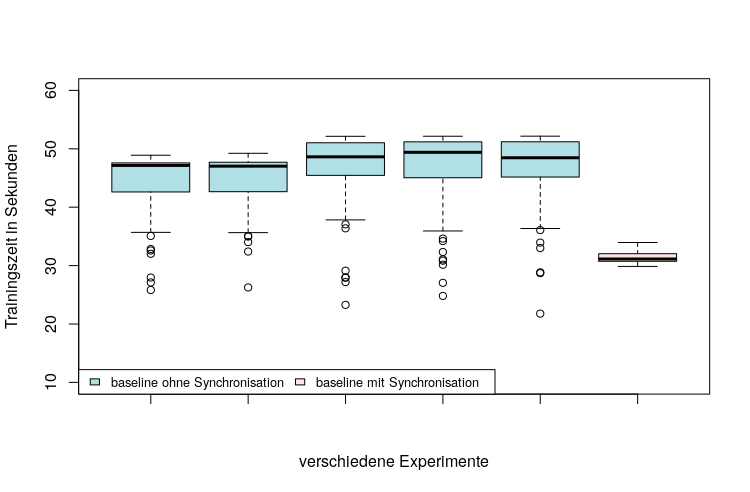 60
50
40
30
20
10
Trainingszeit in Sekunden
baseline ohne Synchronisation
baseline mit Synchronisation
verschiedene Experimente